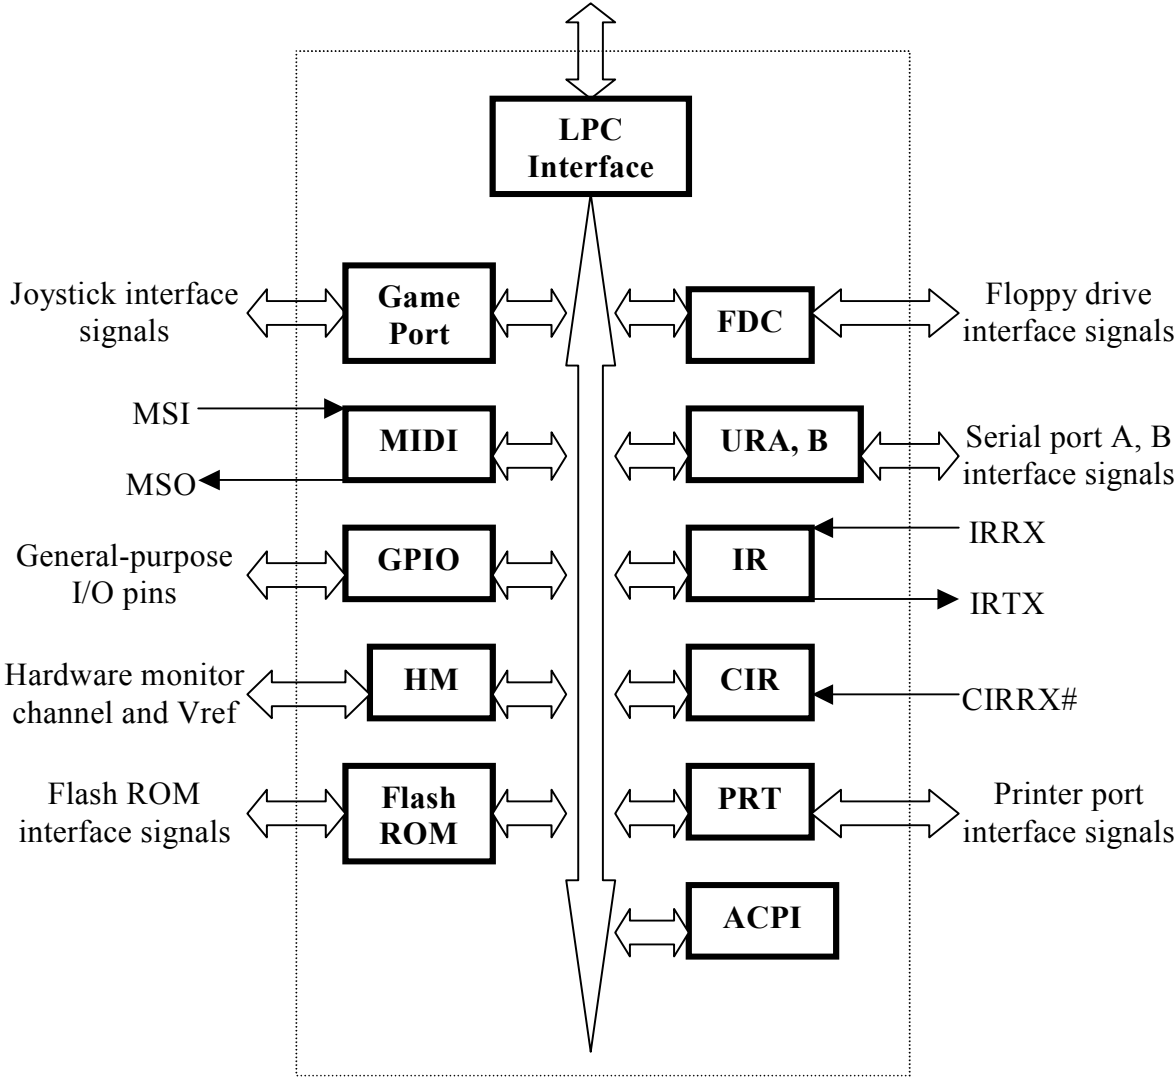 LPC
Interface
Joystick interface
signals
Game
Port
FDC
Floppy drive
interface signals
MSI
MSO
MIDI
URA, B
Serial port A, B
interface signals
General-purpose
I/O pins
GPIO
IR
IRRX
IRTX
Hardware monitor
channel and Vref
HM
CIR
CIRRX#
Flash ROM
interface signals
Flash
ROM
PRT
Printer port
interface signals
ACPI